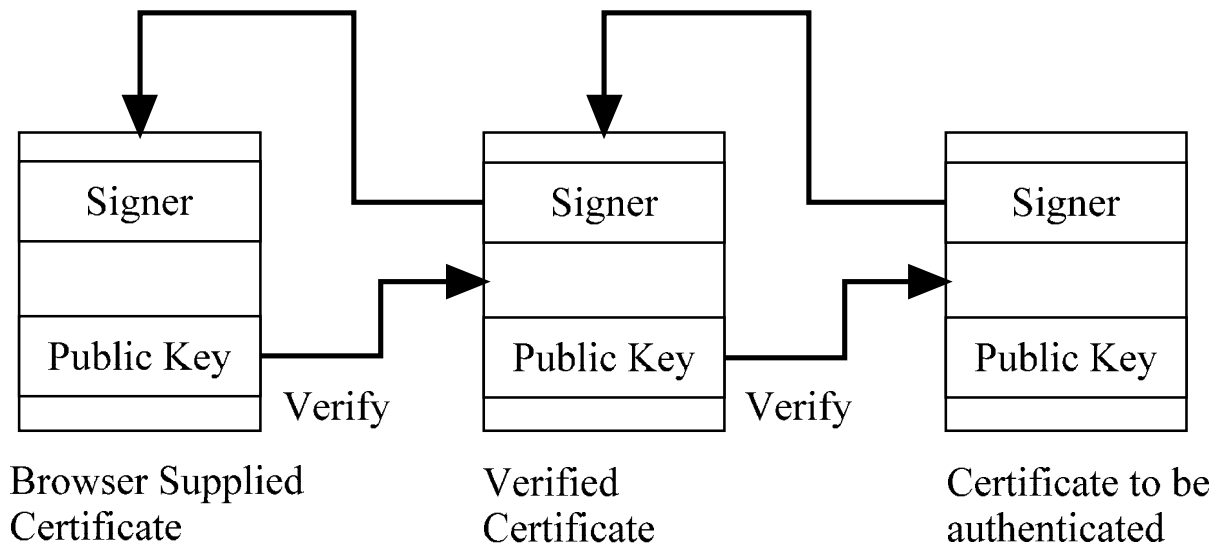 Signer
Signer
Signer
Public Key
Public Key
Public Key
Verify
Verify
Browser Supplied
Certificate
Verified
Certificate
Certificate to be
authenticated